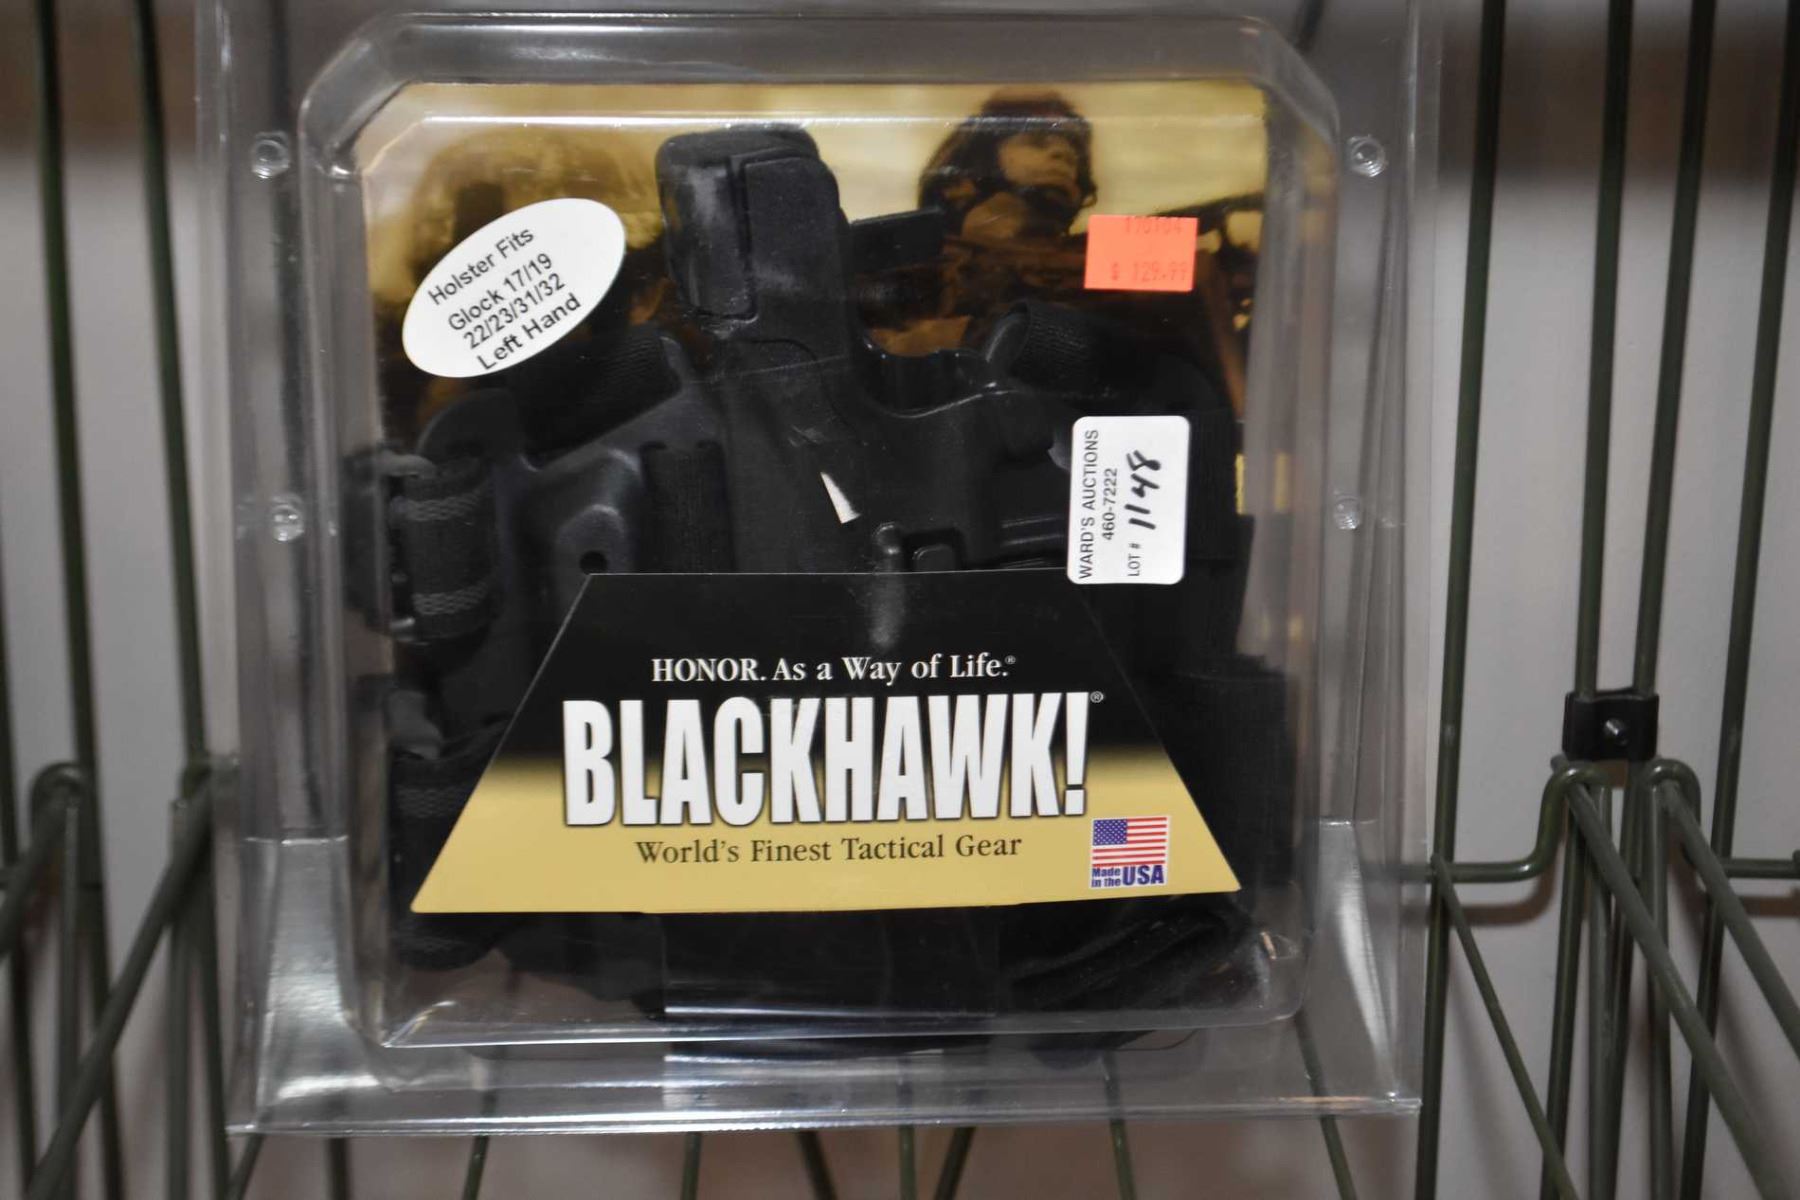 Holster Fits
Glock 17/19
22/23/31/32
Left Hand
$ 129.99
WARD'S AUCTIONS
460-7222
LOT # 1148
HONOR. As a Way of Life.®
BLACKHAWK!®
World's Finest Tactical Gear
Made
in the USA